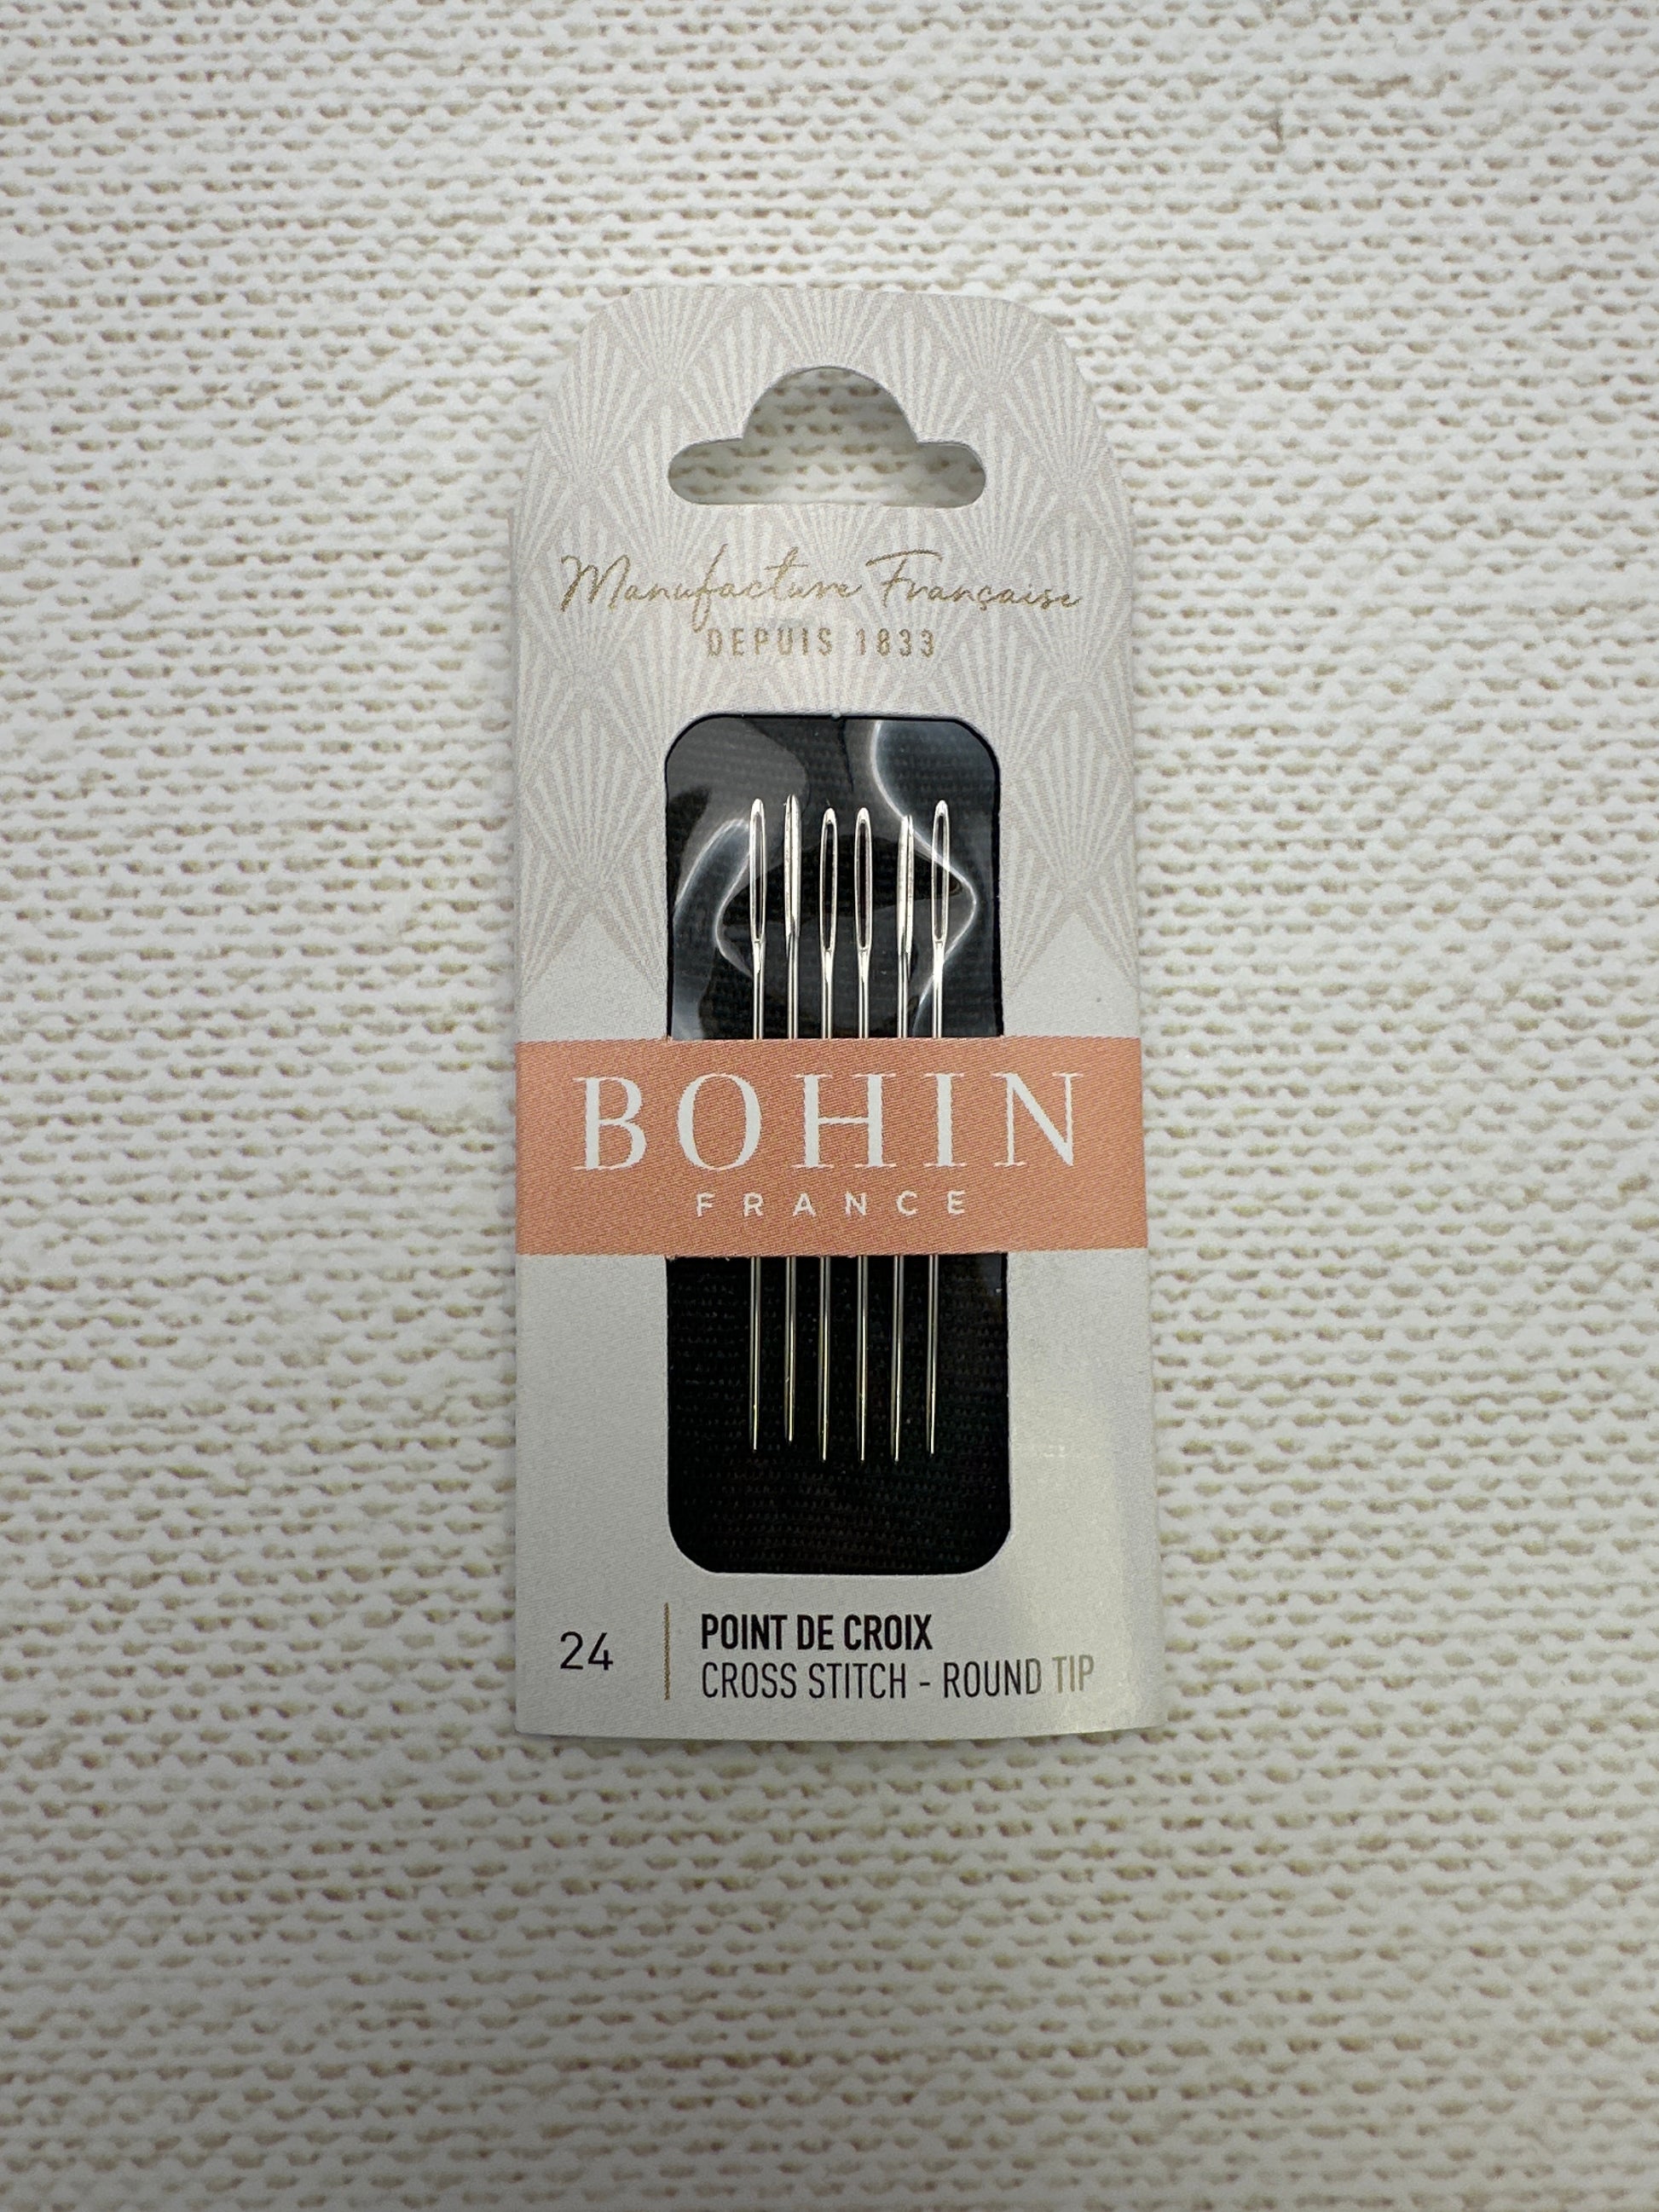 Manufacture Française
DEPUIS 1833
BOHIN
FRANCE
24
POINT DE CROIX
CROSS STITCH - ROUND TIP